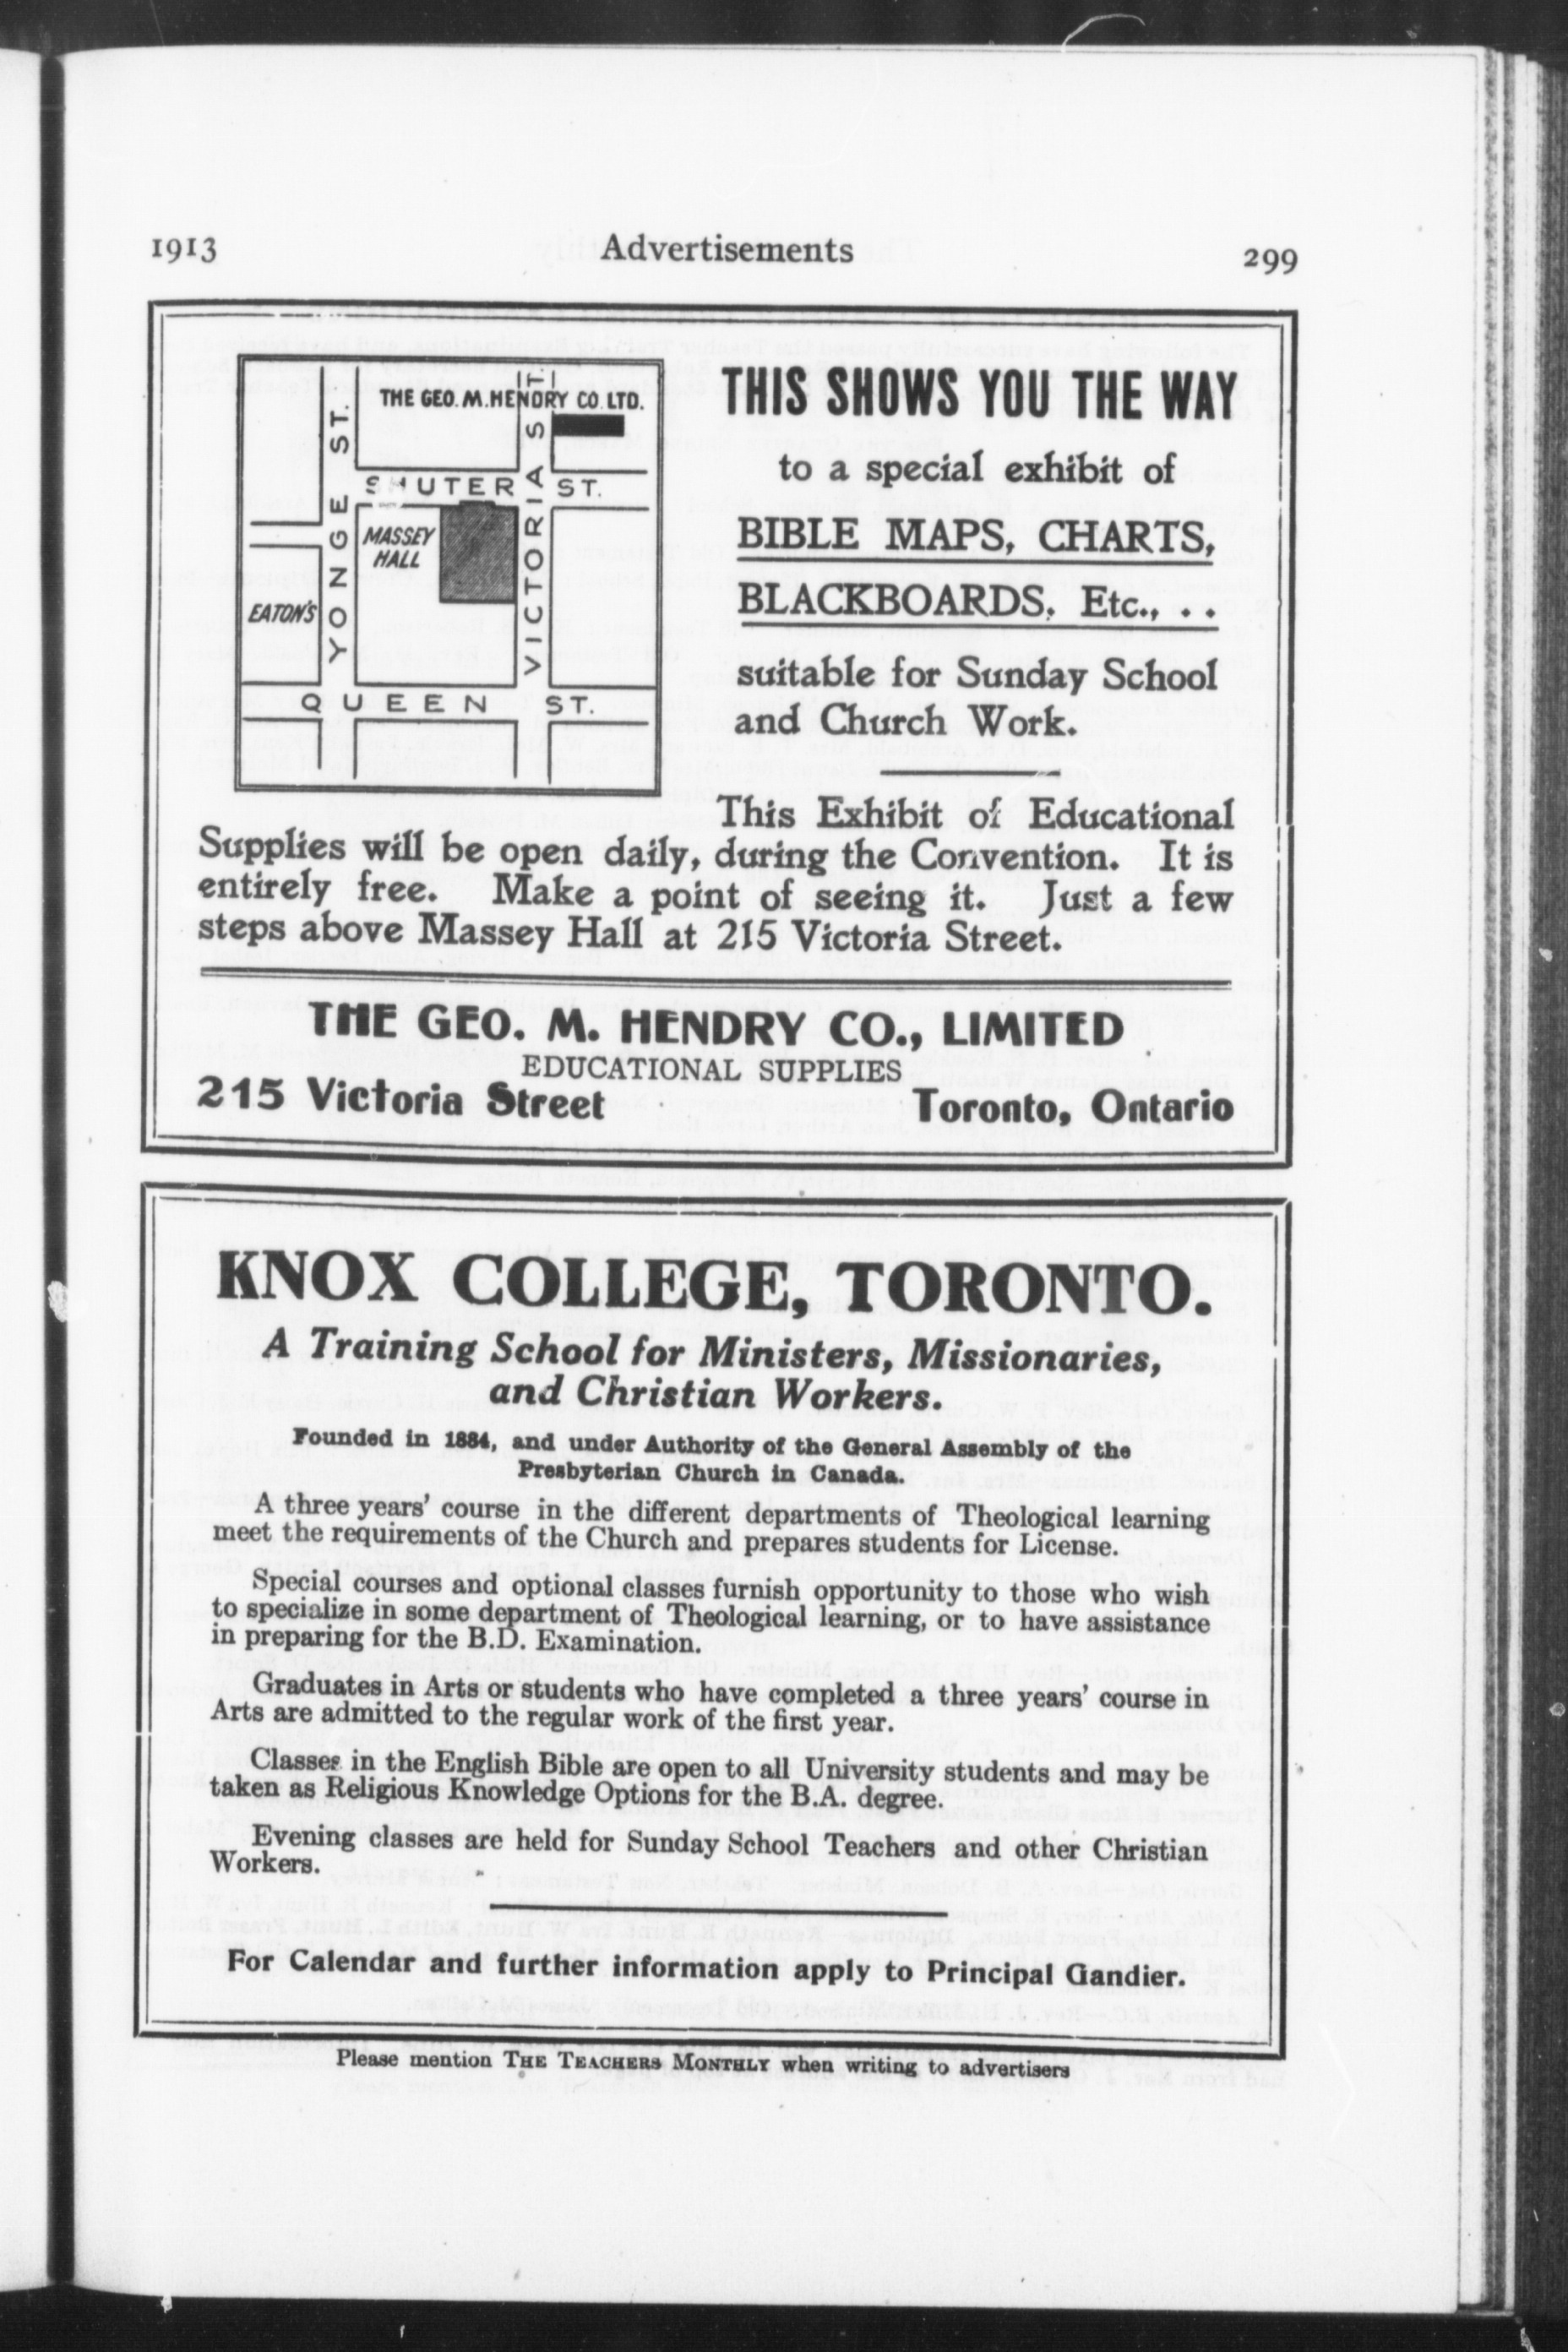 1913 Advertisements 299
THE GEO. M. HENDRY CO. LTD.
YONGE ST.
VICTORIA ST.
SHUTER ST.
MASSEY
HALL
EATON'S
QUEEN ST.
THIS SHOWS YOU THE WAY
to a special exhibit of
BIBLE MAPS, CHARTS,
BLACKBOARDS, Etc., . .
suitable for Sunday School
and Church Work.
This Exhibit of Educational
Supplies will be open daily, during the Convention. It is
entirely free. Make a point of seeing it. Just a few
steps above Massey Hall at 215 Victoria Street.
THE GEO. M. HENDRY CO., LIMITED
EDUCATIONAL SUPPLIES
215 Victoria Street Toronto, Ontario
KNOX COLLEGE, TORONTO.
A Training School for Ministers, Missionaries,
and Christian Workers.
Founded in 1884, and under Authority of the General Assembly of the
Presbyterian Church in Canada.
A three years' course in the different departments of Theological learning
meet the requirements of the Church and prepares students for License.
Special courses and optional classes furnish opportunity to those who wish
to specialize in some department of Theological learning, or to have assistance
in preparing for the B.D. Examination.
Graduates in Arts or students who have completed a three years' course in
Arts are admitted to the regular work of the first year.
Classes in the English Bible are open to all University students and may be
taken as Religious Knowledge Options for the B.A. degree.
Evening classes are held for Sunday School Teachers and other Christian
Workers.
For Calendar and further information apply to Principal Gandier.
Please mention THE TEACHERS MONTHLY when writing to advertisers